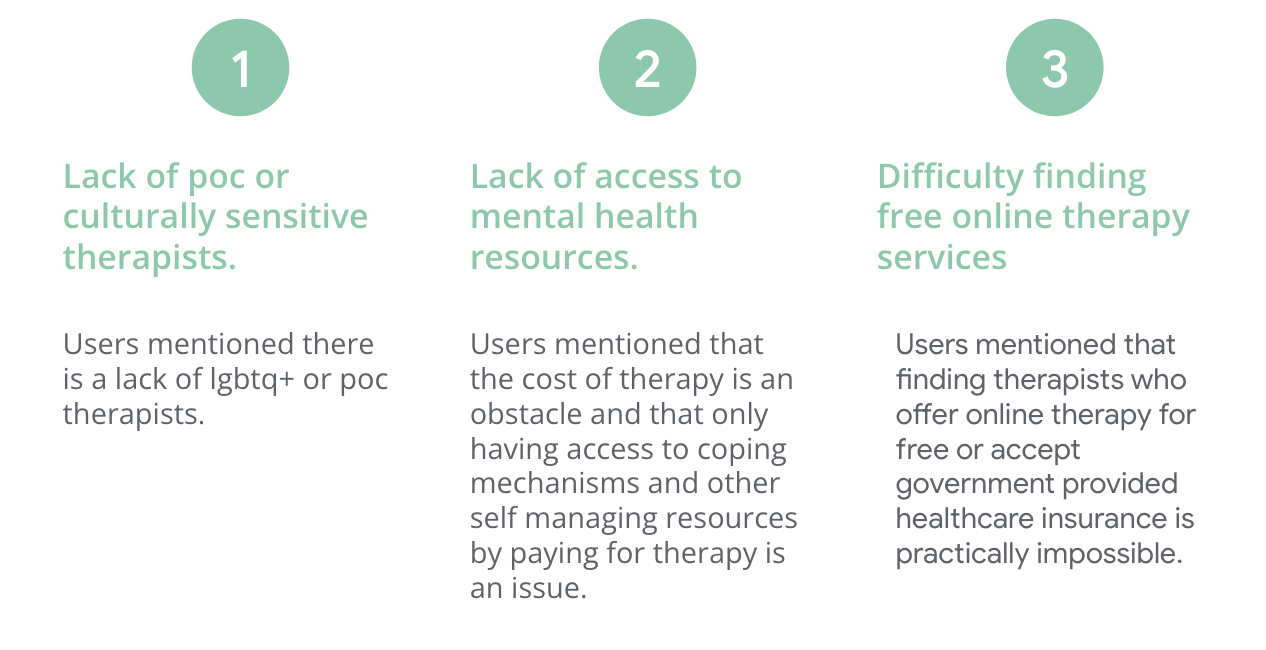 1
Lack of poc or
culturally sensitive
therapists.
Users mentioned there
is a lack of lgbtq+ or poc
therapists.
2
Lack of access to
mental health
resources.
Users mentioned that
the cost of therapy is an
obstacle and that only
having access to coping
mechanisms and other
self managing resources
by paying for therapy is
an issue.
3
Difficulty finding
free online therapy
services
Users mentioned that
finding therapists who
offer online therapy for
free or accept
government provided
healthcare insurance is
practically impossible.